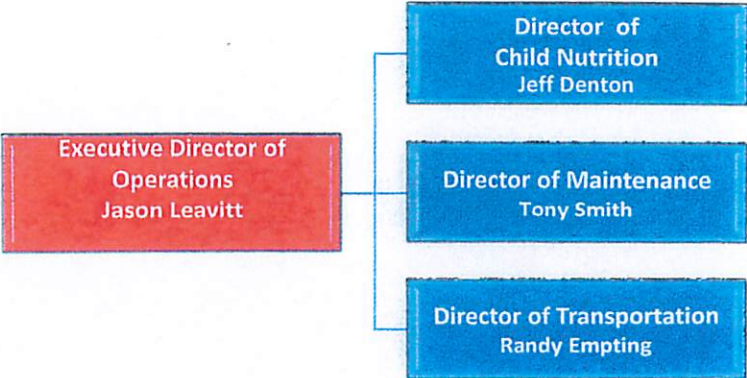 Executive Director of
Operations
Jason Leavitt
Director of
Child Nutrition
Jeff Denton
Director of Maintenance
Tony Smith
Director of Transportation
Randy Empting